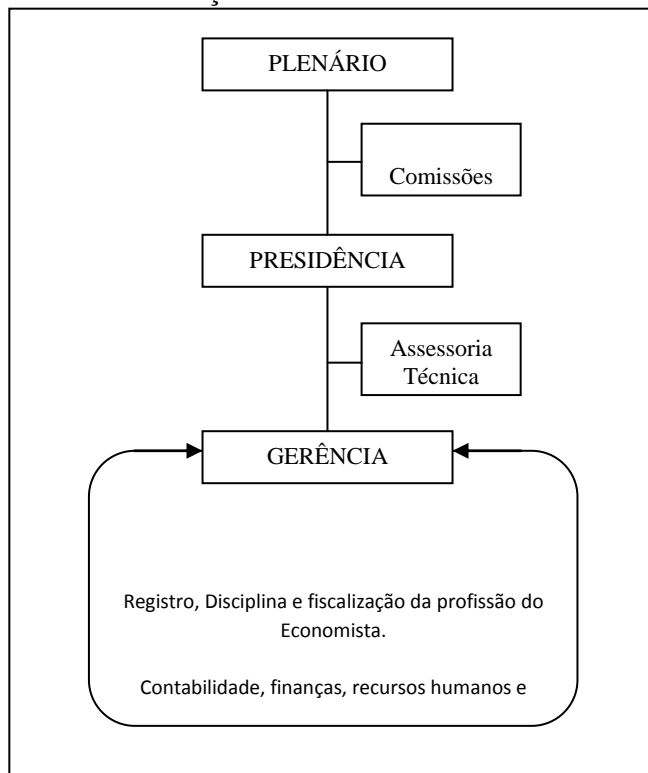 PLENÁRIO
Comissões
PRESIDÊNCIA
Assessoria
Técnica
GERÊNCIA
Registro, Disciplina e fiscalização da profissão do
Economista.
Contabilidade, finanças, recursos humanos e